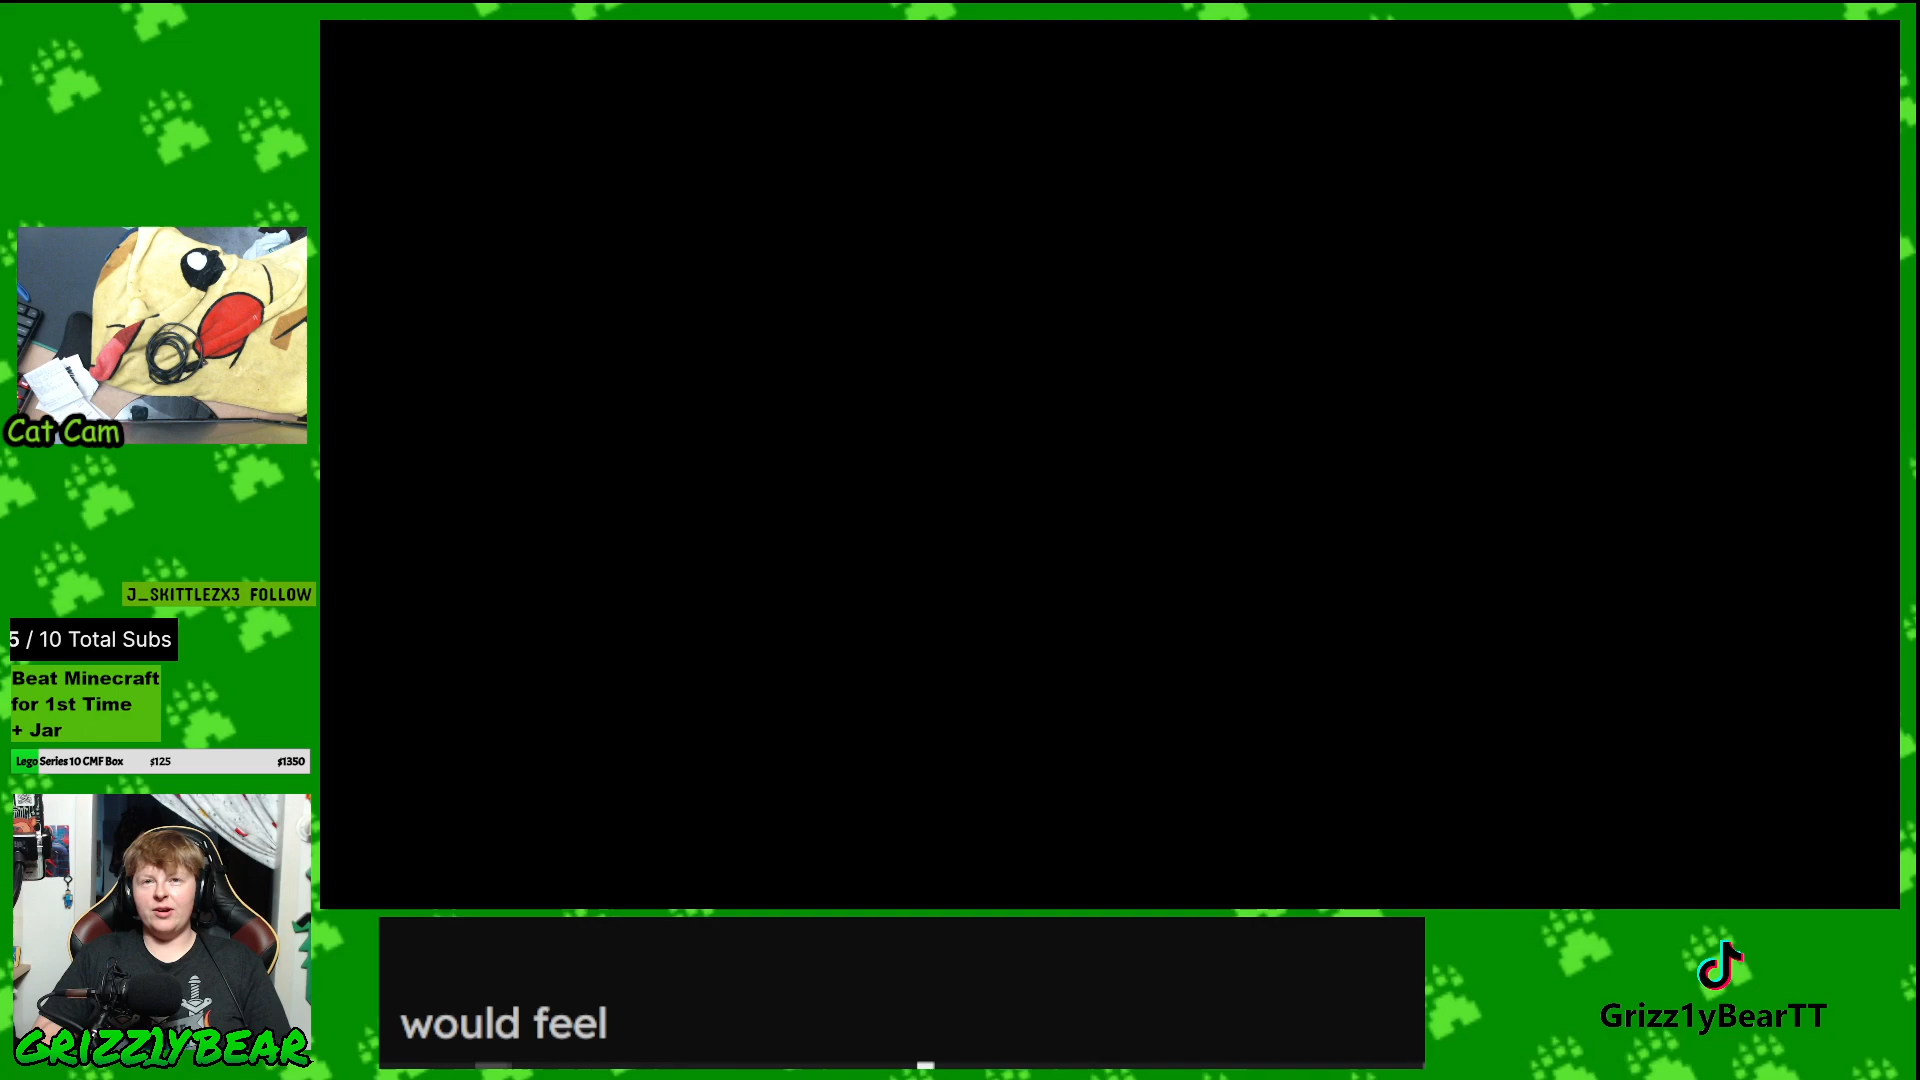 Cat Cam
J_SKITTLEZX3 FOLLOW
5 / 10 Total Subs
Beat Minecraft
for 1st Time
+ Jar
Lego Series 10 CMF Box $125 $1350
GRIZZ1YBEAR
would feel
Grizz1yBearTT